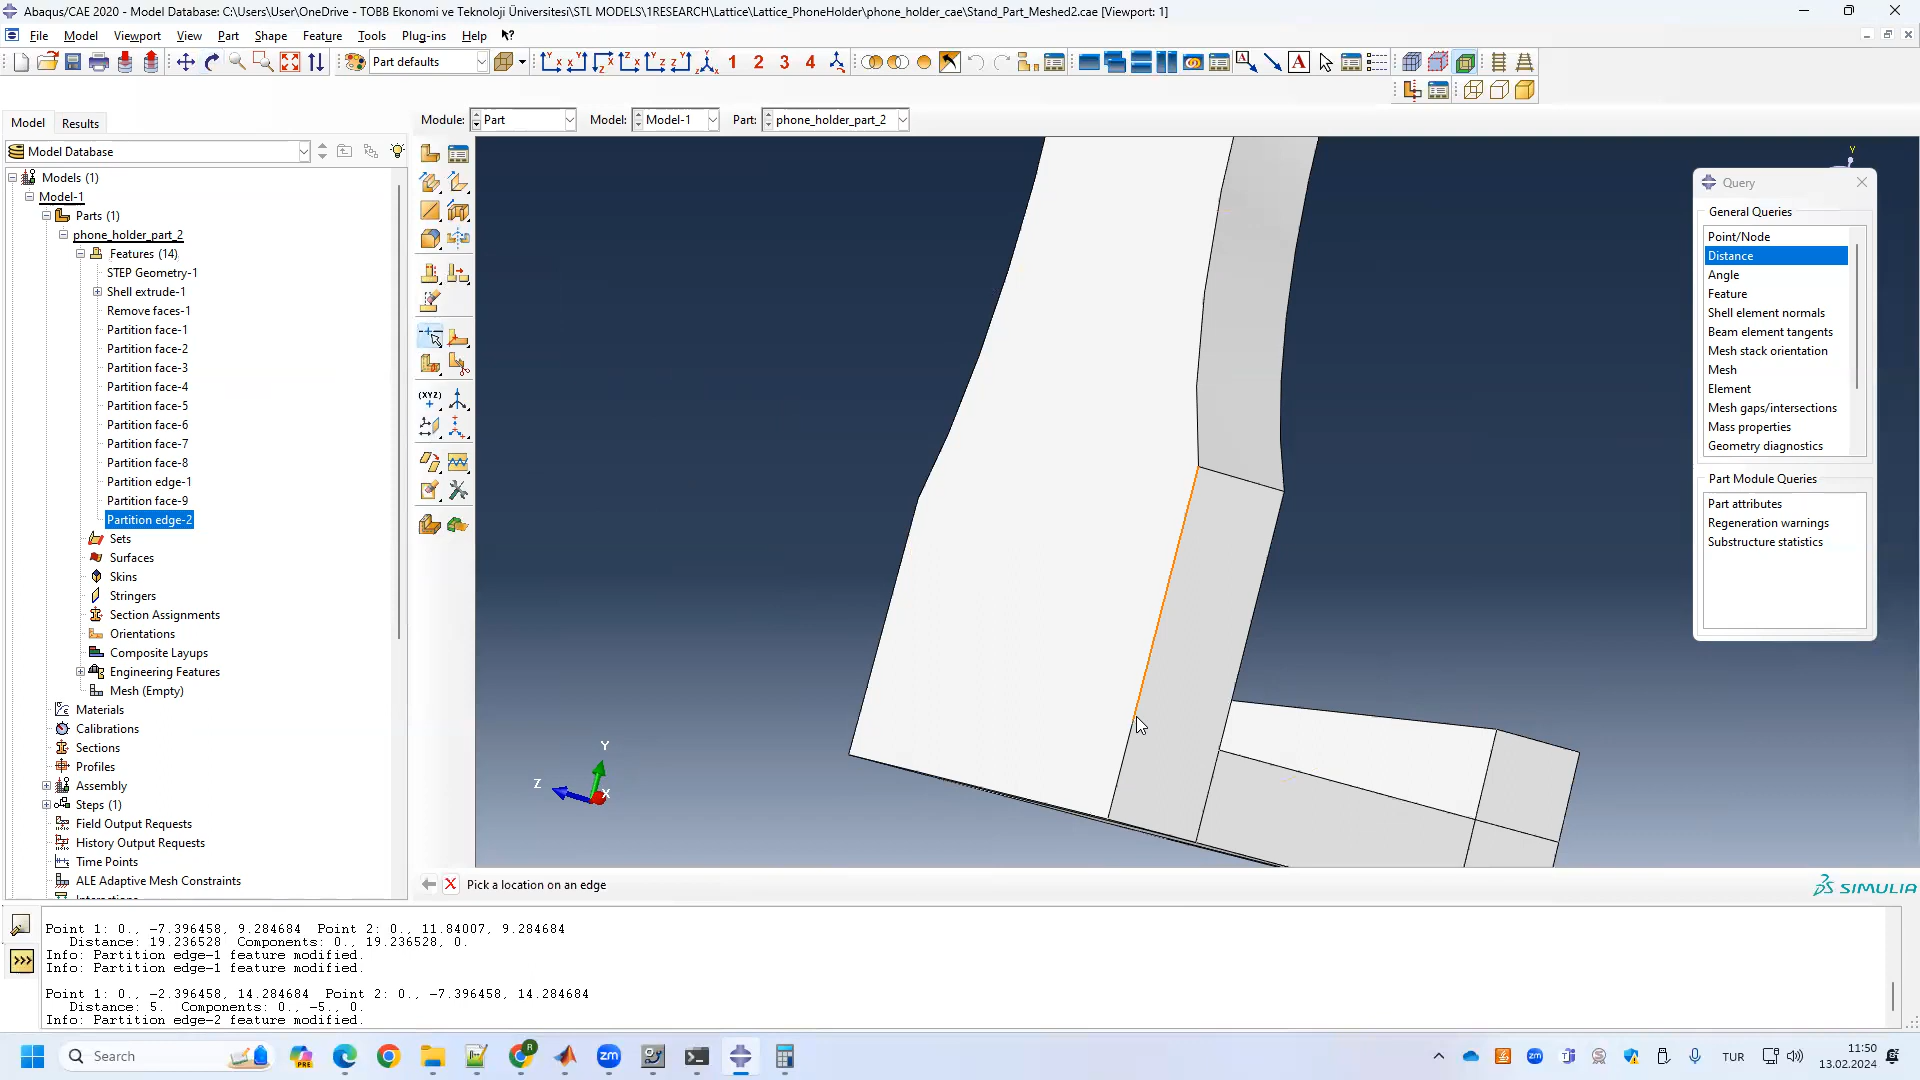 Abaqus/CAE 2020 - Model Database: C:\Users\User\OneDrive - TOBB Ekonomi ve Teknoloji Üniversitesi\STL MODELS\1RESEARCH\Lattice\Lattice_PhoneHolder\phone_holder_cae\Stand_Part_Meshed2.cae [Viewport: 1]
File Model Viewport View Part Shape Feature Tools Plug-ins Help
Part defaults
1 2 3 4
Model Results
Module: Part Model: Model-1 Part: phone_holder_part_2
Model Database
Models (1)
Model-1
Parts (1)
phone_holder_part_2
Features (14)
STEP Geometry-1
Shell extrude-1
Remove faces-1
Partition face-1
Partition face-2
Partition face-3
Partition face-4
Partition face-5
Partition face-6
Partition face-7
Partition face-8
Partition edge-1
Partition face-9
Partition edge-2
Sets
Surfaces
Skins
Stringers
Section Assignments
Orientations
Composite Layups
Engineering Features
Mesh (Empty)
Materials
Calibrations
Sections
Profiles
Assembly
Steps (1)
Field Output Requests
History Output Requests
Time Points
ALE Adaptive Mesh Constraints
(XYZ)
Y
Z
X
Y
Query
General Queries
Point/Node
Distance
Angle
Feature
Shell element normals
Beam element tangents
Mesh stack orientation
Mesh
Element
Mesh gaps/intersections
Mass properties
Geometry diagnostics
Part Module Queries
Part attributes
Regeneration warnings
Substructure statistics
Pick a location on an edge
SIMULIA
Point 1: 0., -7.396458, 9.284684 Point 2: 0., 11.84007, 9.284684
Distance: 19.236528 Components: 0., 19.236528, 0.
Info: Partition edge-1 feature modified.
Info: Partition edge-1 feature modified.
Point 1: 0., -2.396458, 14.284684 Point 2: 0., -7.396458, 14.284684
Distance: 5. Components: 0., -5., 0.
Info: Partition edge-2 feature modified.
>>>
Search
PRE
R
zm
zm
TUR
11:50
13.02.2024